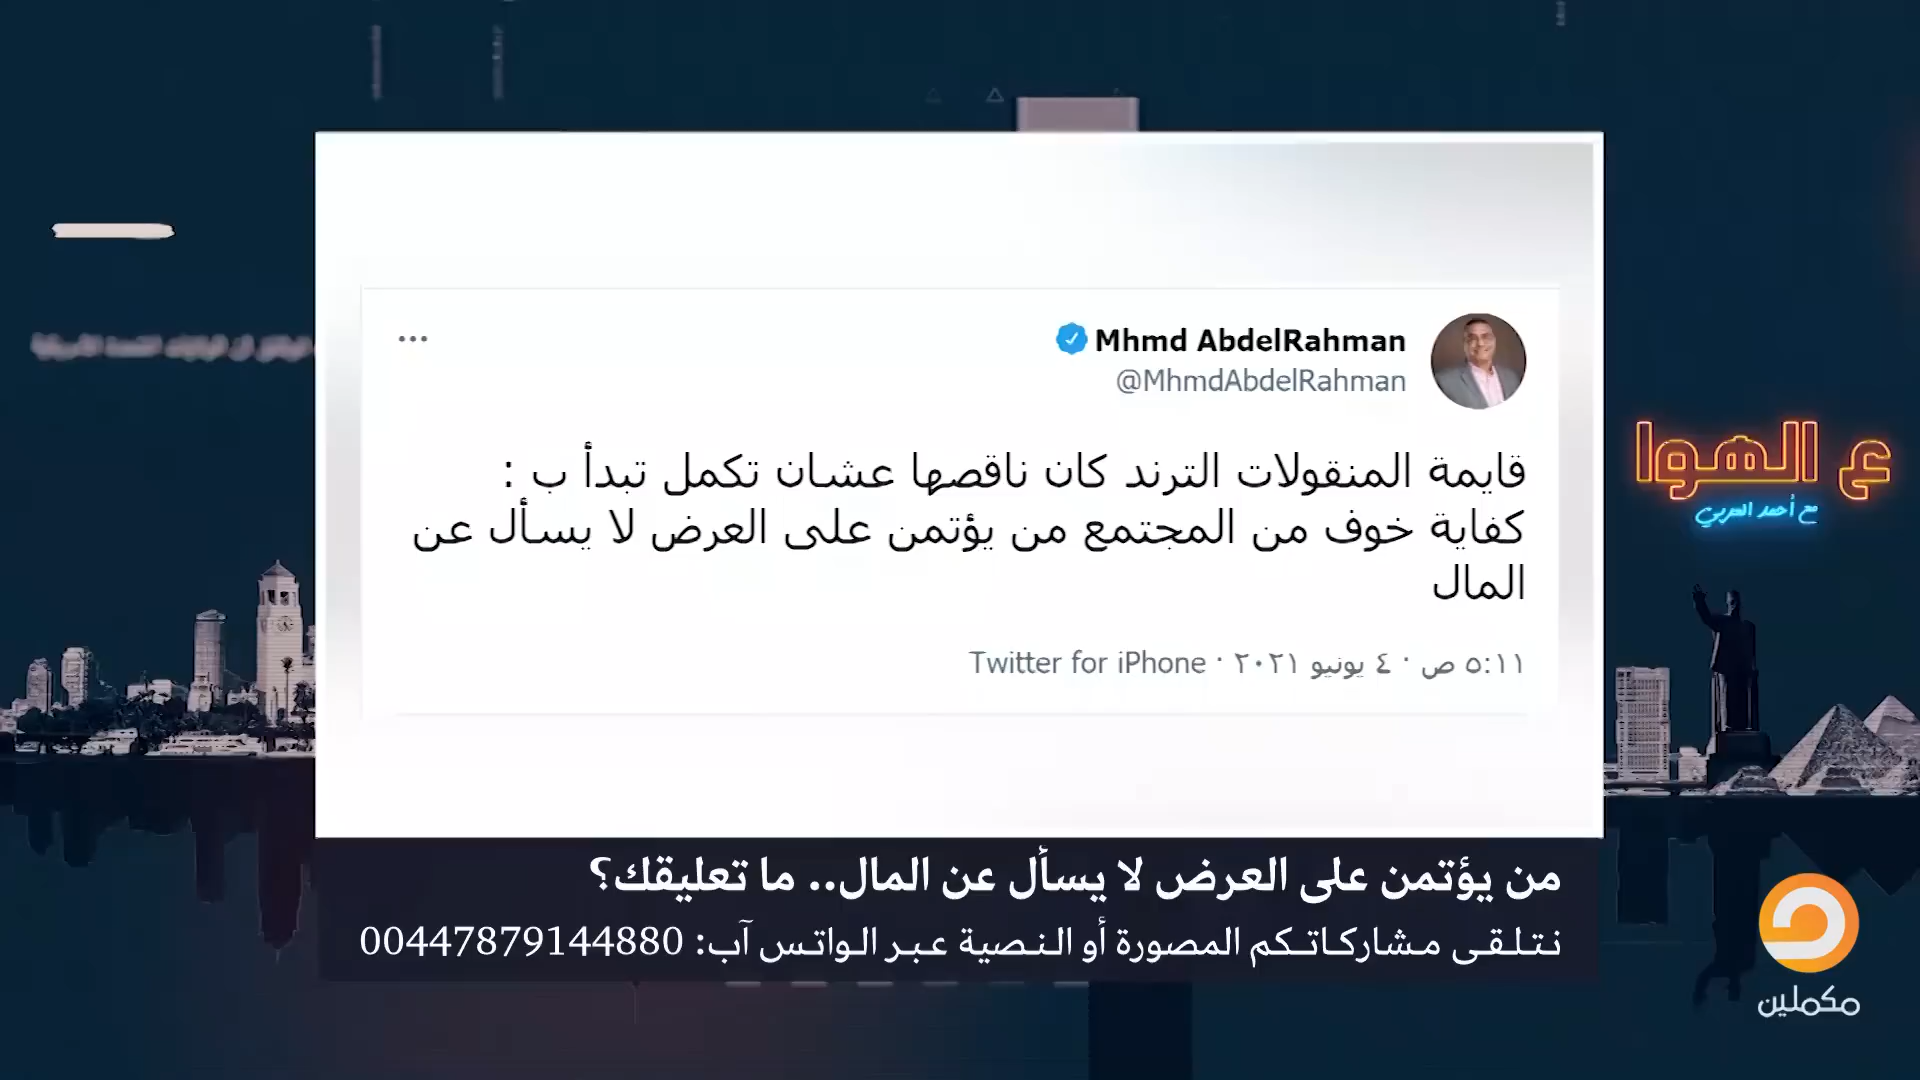 Mhmd AbdelRahman
@MhmdAbdelRahman
قايمة المنقولات الترند كان ناقصها عشان تكمل تبدأ ب :
كفاية خوف من المجتمع من يؤتمن على العرض لا يسأل عن
المال
٥:١١ ص · ٤ يونيو ٢٠٢١ · Twitter for iPhone
ع الهوا
مع أحمد العربي
من يؤتمن على العرض لا يسأل عن المال.. ما تعليقك؟
نتلقى مشاركاتكم المصورة أو النصية عبر الواتس آب: 00447879144880
مكملين